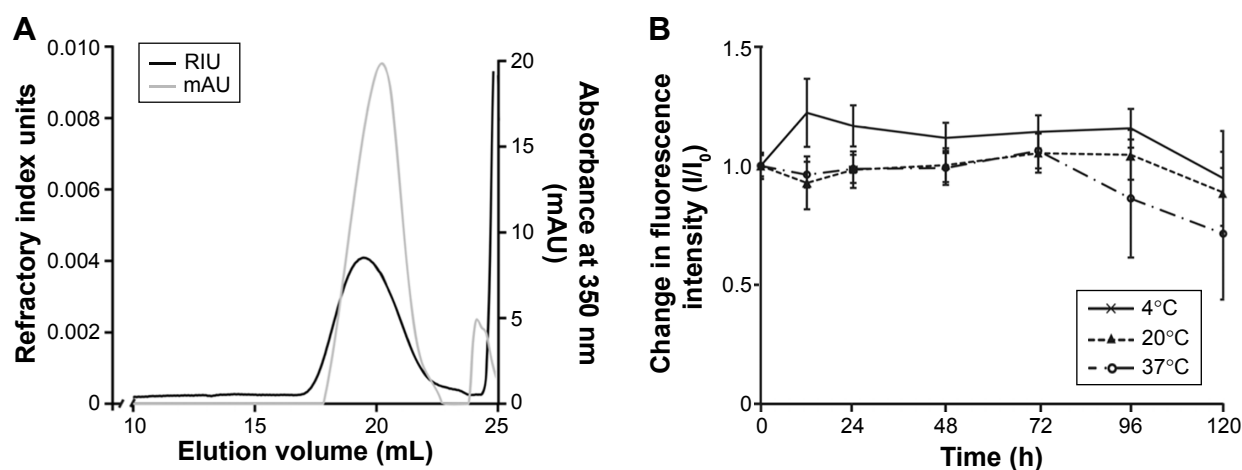 A
Refractory index units
0.010
0.008
0.006
0.004
0.002
0
RIU
mAU
20
15
10
5
0
Absorbance at 350 nm
(mAU)
10 15 20 25
Elution volume (mL)
B
Change in fluorescence
intensity (I/I0)
1.5
1.0
0.5
0
4°C
20°C
37°C
0 24 48 72 96 120
Time (h)